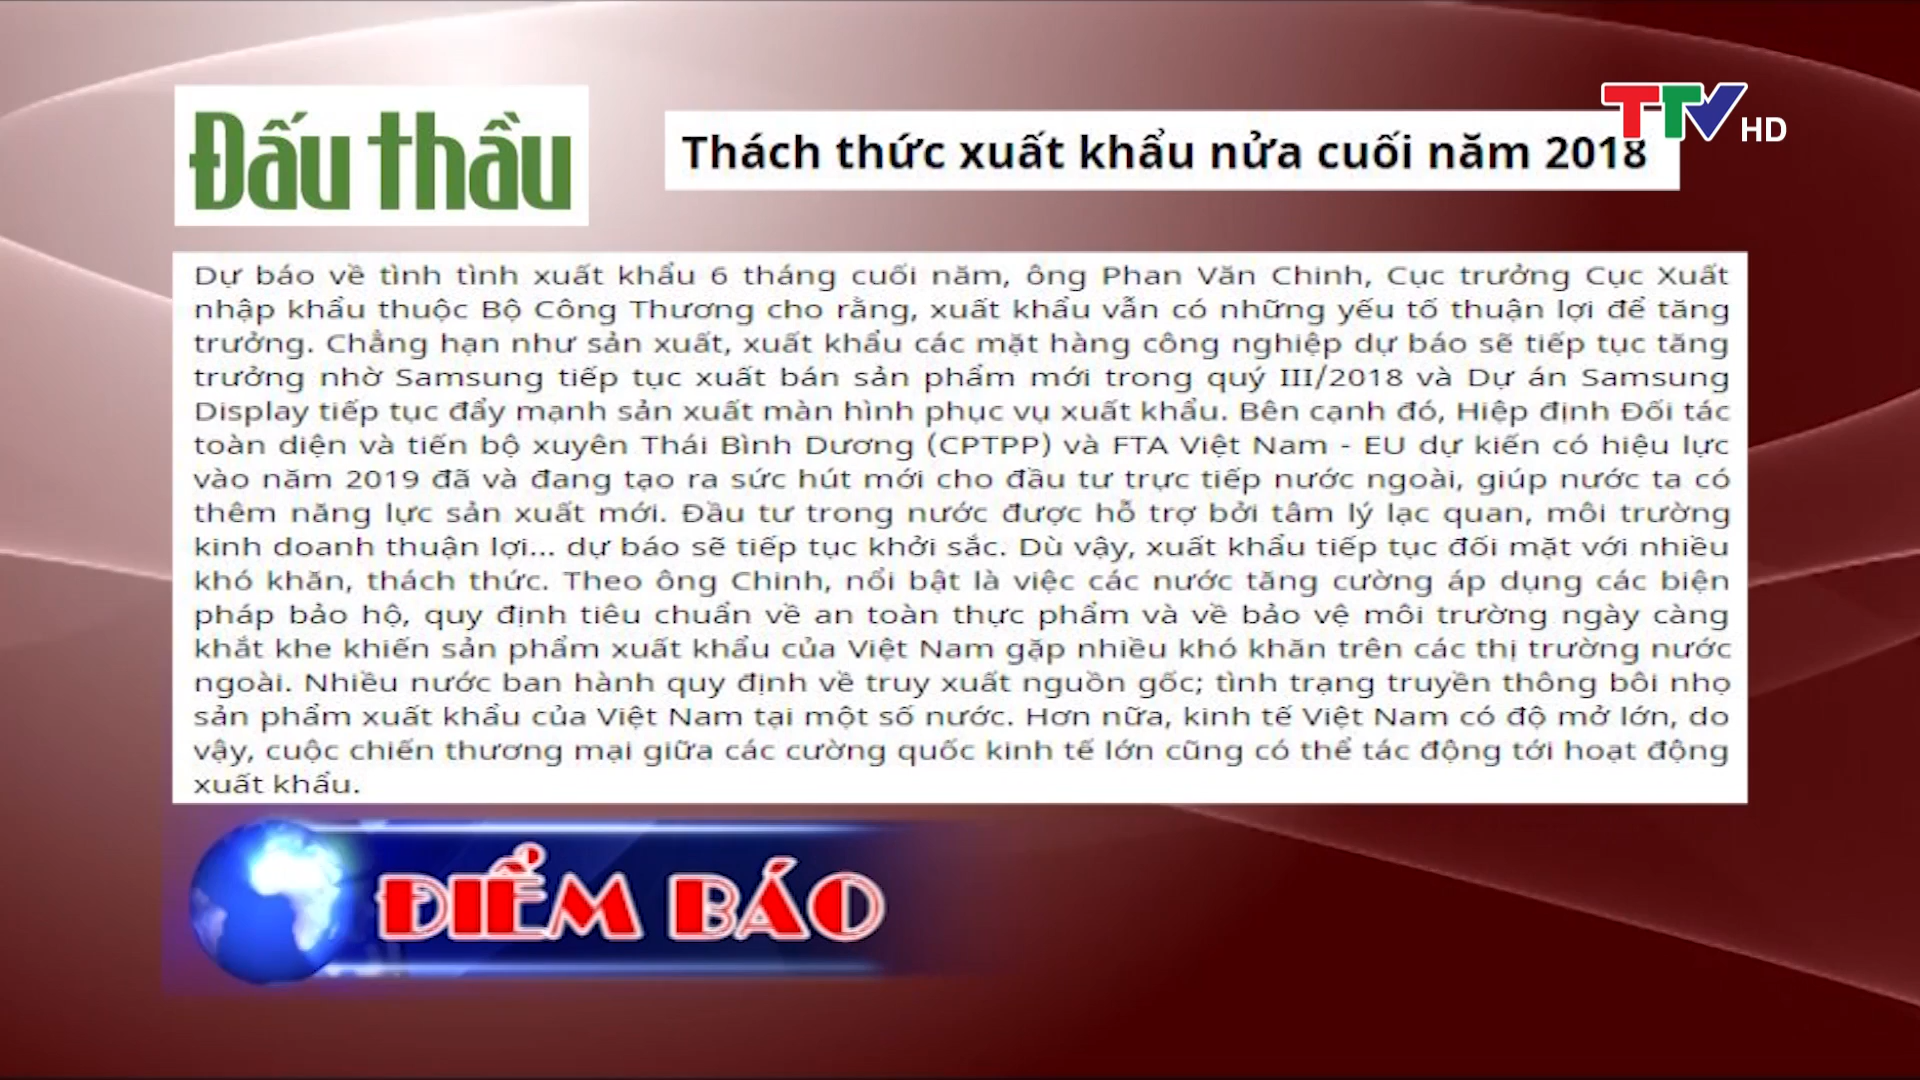 Đấu thầu
Thách thức xuất khẩu nửa cuối năm 2018
TTV HD
Dự báo về tình tình xuất khẩu 6 tháng cuối năm, ông Phan Văn Chinh, Cục trưởng Cục Xuất
nhập khẩu thuộc Bộ Công Thương cho rằng, xuất khẩu vẫn có những yếu tố thuận lợi để tăng
trưởng. Chẳng hạn như sản xuất, xuất khẩu các mặt hàng công nghiệp dự báo sẽ tiếp tục tăng
trưởng nhờ Samsung tiếp tục xuất bán sản phẩm mới trong quý III/2018 và Dự án Samsung
Display tiếp tục đẩy mạnh sản xuất màn hình phục vụ xuất khẩu. Bên cạnh đó, Hiệp định Đối tác
toàn diện và tiến bộ xuyên Thái Bình Dương (CPTPP) và FTA Việt Nam - EU dự kiến có hiệu lực
vào năm 2019 đã và đang tạo ra sức hút mới cho đầu tư trực tiếp nước ngoài, giúp nước ta có
thêm năng lực sản xuất mới. Đầu tư trong nước được hỗ trợ bởi tâm lý lạc quan, môi trường
kinh doanh thuận lợi... dự báo sẽ tiếp tục khởi sắc. Dù vậy, xuất khẩu tiếp tục đối mặt với nhiều
khó khăn, thách thức. Theo ông Chinh, nổi bật là việc các nước tăng cường áp dụng các biện
pháp bảo hộ, quy định tiêu chuẩn về an toàn thực phẩm và về bảo vệ môi trường ngày càng
khắt khe khiến sản phẩm xuất khẩu của Việt Nam gặp nhiều khó khăn trên các thị trường nước
ngoài. Nhiều nước ban hành quy định về truy xuất nguồn gốc; tình trạng truyền thông bôi nhọ
sản phẩm xuất khẩu của Việt Nam tại một số nước. Hơn nữa, kinh tế Việt Nam có độ mở lớn, do
vậy, cuộc chiến thương mại giữa các cường quốc kinh tế lớn cũng có thể tác động tới hoạt động
xuất khẩu.
ĐIỂM BÁO